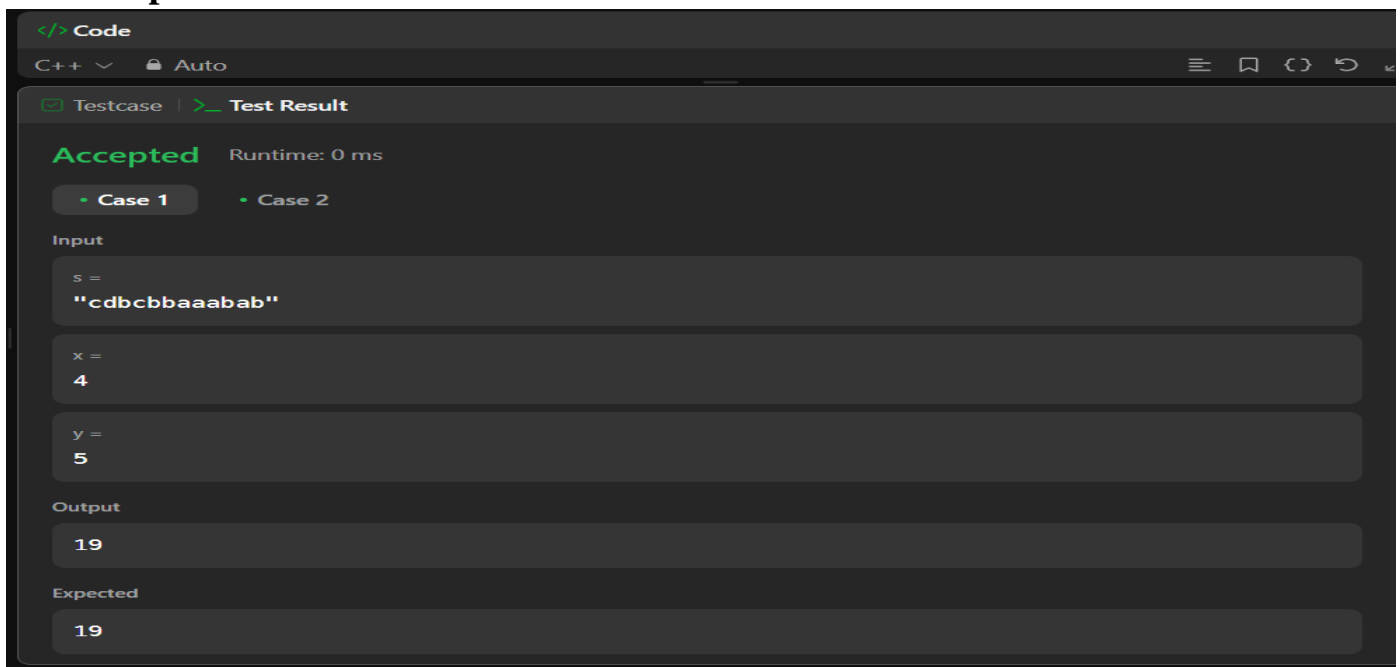 </> Code
C++ Auto
Testcase | >_ Test Result
Accepted Runtime: 0 ms
• Case 1 • Case 2
Input
s =
"cdbcbbaaabab"
x =
4
y =
5
Output
19
Expected
19